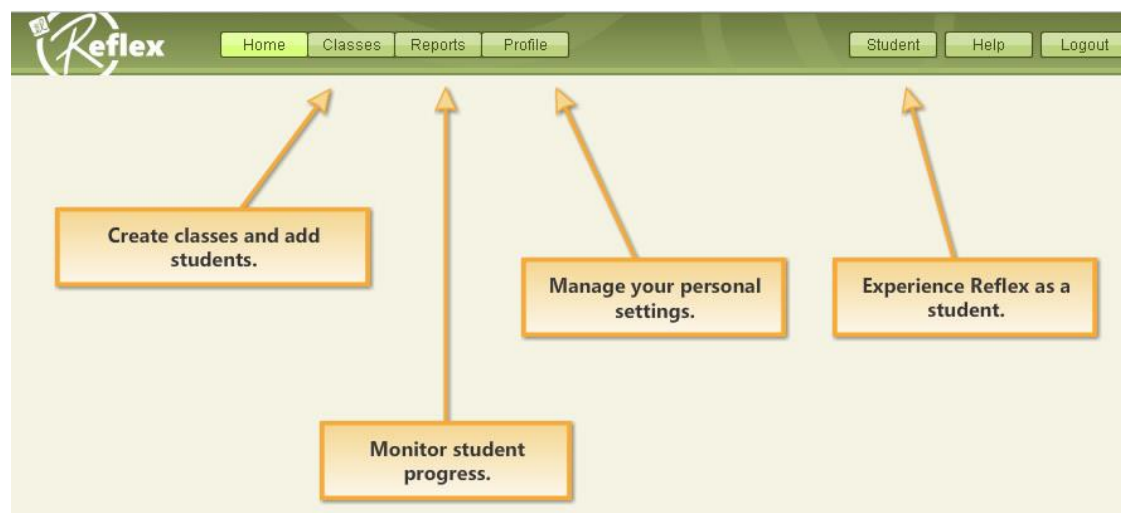 Reflex
Home Classes Reports Profile Student Help Logout
Create classes and add
students.
Manage your personal
settings.
Experience Reflex as a
student.
Monitor student
progress.